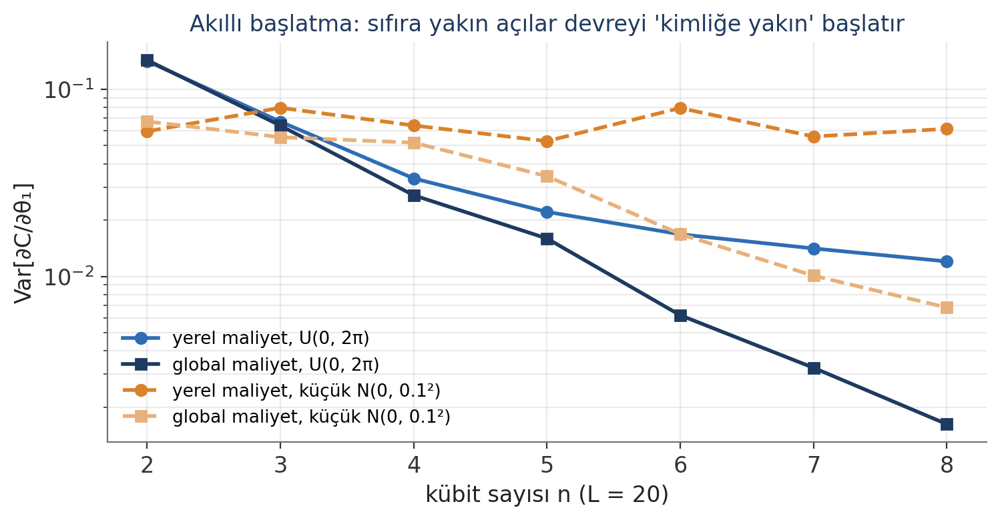 Akıllı başlatma: sıfıra yakın açılar devreyi 'kimliğe yakın' başlatır
Var[∂C/∂θ₁]
10⁻¹
10⁻²
yerel maliyet, U(0, 2π)
global maliyet, U(0, 2π)
yerel maliyet, küçük N(0, 0.1²)
global maliyet, küçük N(0, 0.1²)
2 3 4 5 6 7 8
kübit sayısı n (L = 20)